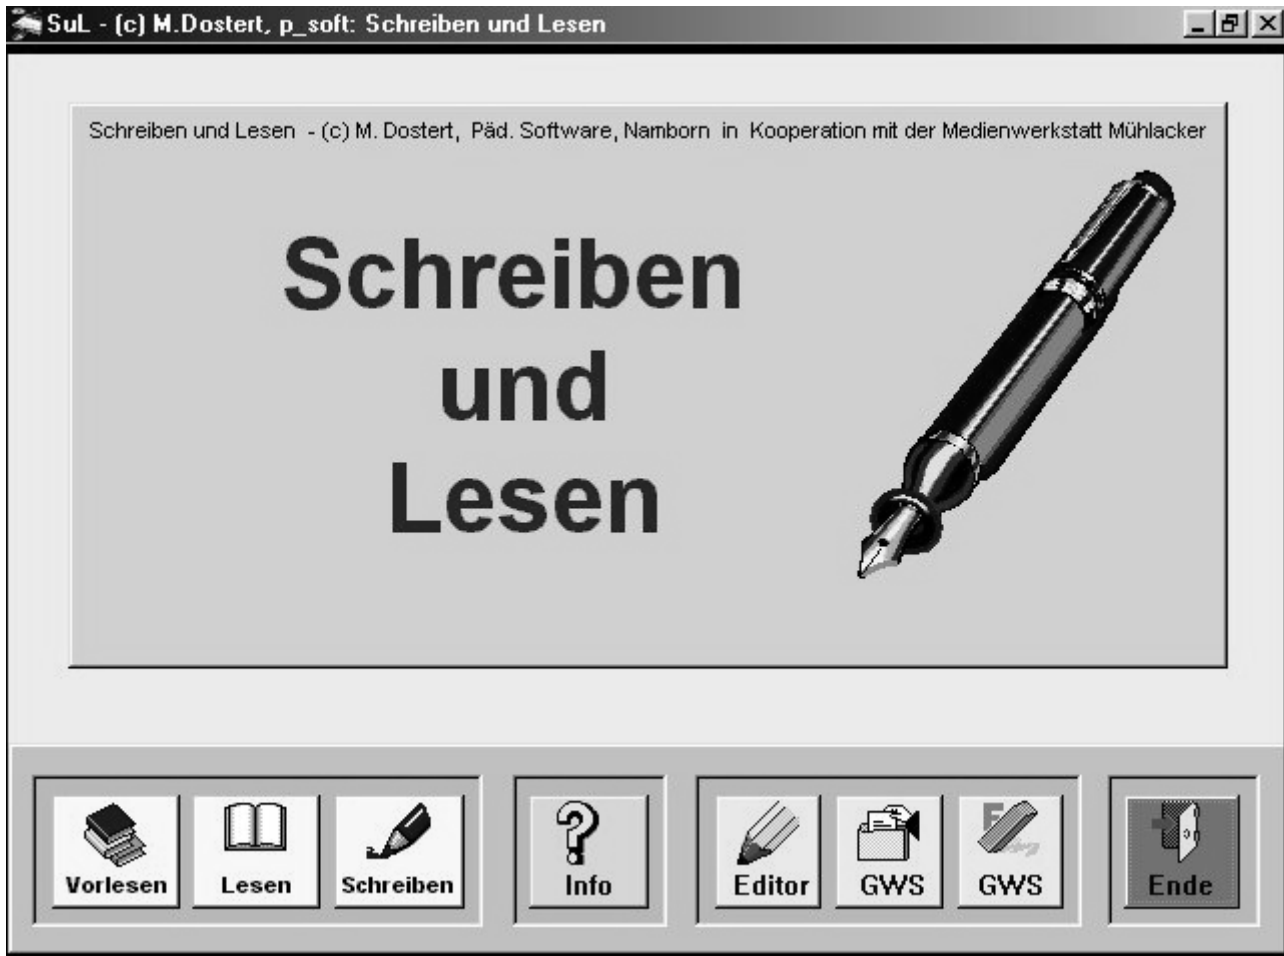 SuL - (c) M.Dostert, p_soft: Schreiben und Lesen
Schreiben und Lesen - (c) M. Dostert, Päd. Software, Namborn in Kooperation mit der Medienwerkstatt Mühlacker
Schreiben
und
Lesen
Vorlesen
Lesen
Schreiben
Info
Editor
GWS
GWS
Ende